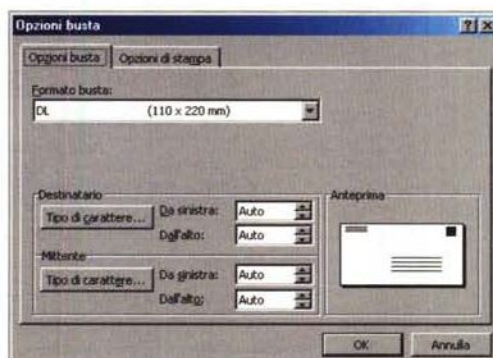 Opzioni busta
Opzioni busta
Opzioni di stampa
Formato busta:
DL (110 x 220 mm)
Destinatario
Tipo di carattere...
Da sinistra: Auto
Dall'alto: Auto
Mittente
Tipo di carattere...
Da sinistra: Auto
Dall'alto: Auto
Anteprima
OK
Annulla